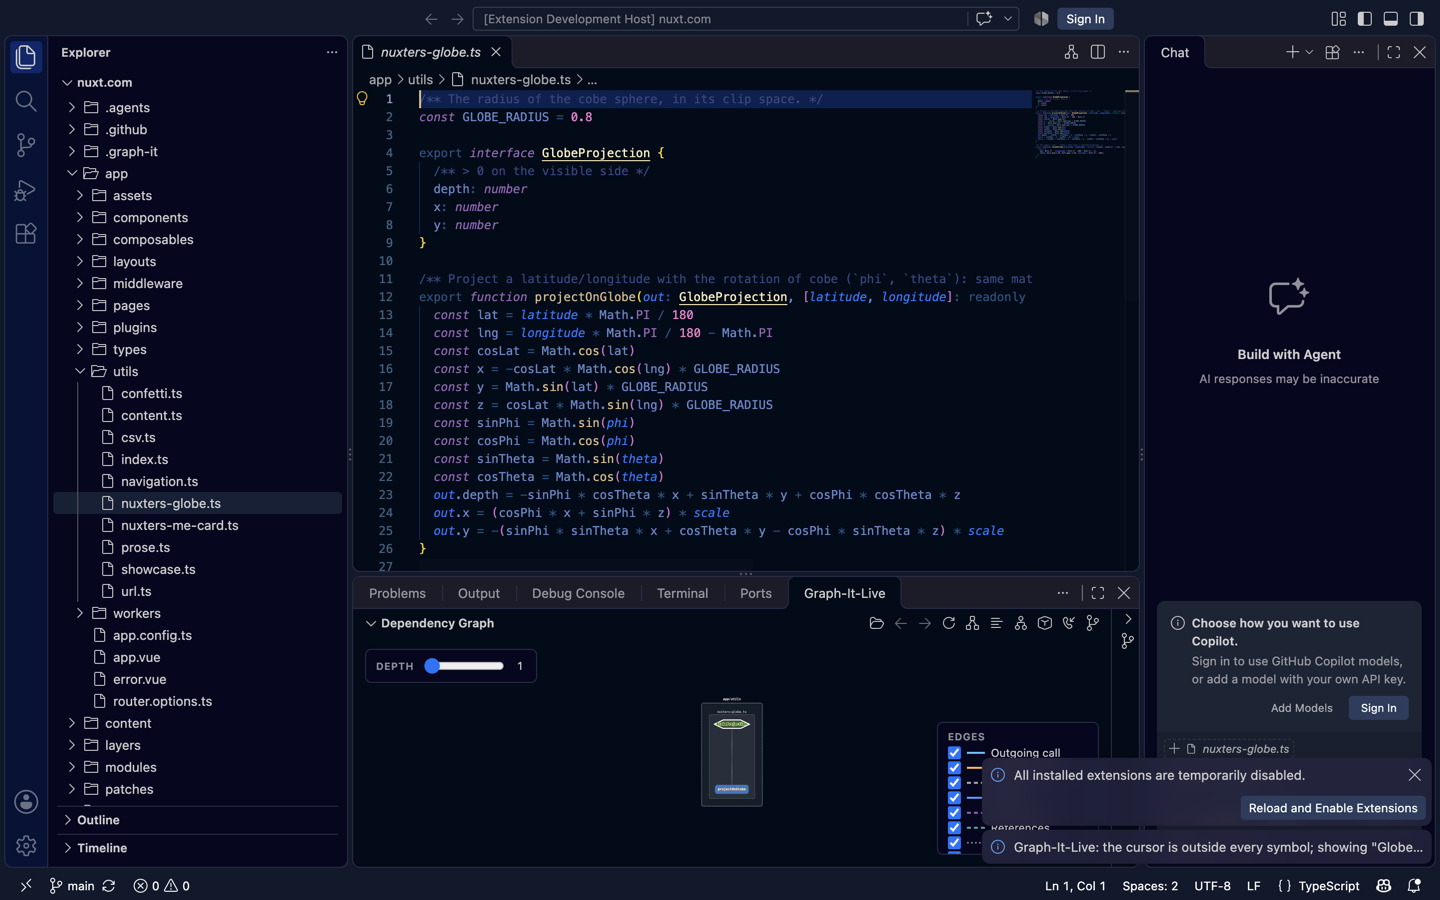 [Extension Development Host] nuxt.com
Sign In
Explorer
nuxt.com
.agents
.github
.graph-it
app
assets
components
composables
layouts
middleware
pages
plugins
types
utils
confetti.ts
content.ts
csv.ts
index.ts
navigation.ts
nuxters-globe.ts
nuxters-me-card.ts
prose.ts
showcase.ts
url.ts
workers
app.config.ts
app.vue
error.vue
router.options.ts
content
layers
modules
patches
Outline
Timeline
nuxters-globe.ts
app > utils > nuxters-globe.ts > ...
1 /** The radius of the cobe sphere, in its clip space. */
2 const GLOBE_RADIUS = 0.8
3
4 export interface GlobeProjection {
5 /** > 0 on the visible side */
6 depth: number
7 x: number
8 y: number
9 }
10
11 /** Project a latitude/longitude with the rotation of cobe (`phi`, `theta`): same mat
12 export function projectOnGlobe(out: GlobeProjection, [latitude, longitude]: readonly
13 const lat = latitude * Math.PI / 180
14 const lng = longitude * Math.PI / 180 - Math.PI
15 const cosLat = Math.cos(lat)
16 const x = -cosLat * Math.cos(lng) * GLOBE_RADIUS
17 const y = Math.sin(lat) * GLOBE_RADIUS
18 const z = cosLat * Math.sin(lng) * GLOBE_RADIUS
19 const sinPhi = Math.sin(phi)
20 const cosPhi = Math.cos(phi)
21 const sinTheta = Math.sin(theta)
22 const cosTheta = Math.cos(theta)
23 out.depth = -sinPhi * cosTheta * x + sinTheta * y + cosPhi * cosTheta * z
24 out.x = (cosPhi * x + sinPhi * z) * scale
25 out.y = -(sinPhi * sinTheta * x + cosTheta * y - cosPhi * sinTheta * z) * scale
26 }
27
Problems Output Debug Console Terminal Ports Graph-It-Live
Dependency Graph
DEPTH 1
app/utils
nuxters-globe.ts
projectOnGlobe
EDGES
Outgoing call
References
Chat
Build with Agent
AI responses may be inaccurate
Choose how you want to use
Copilot.
Sign in to use GitHub Copilot models,
or add a model with your own API key.
Add Models Sign In
nuxters-globe.ts
All installed extensions are temporarily disabled.
Reload and Enable Extensions
Graph-It-Live: the cursor is outside every symbol; showing "Globe...
main 0 0
Ln 1, Col 1 Spaces: 2 UTF-8 LF { } TypeScript